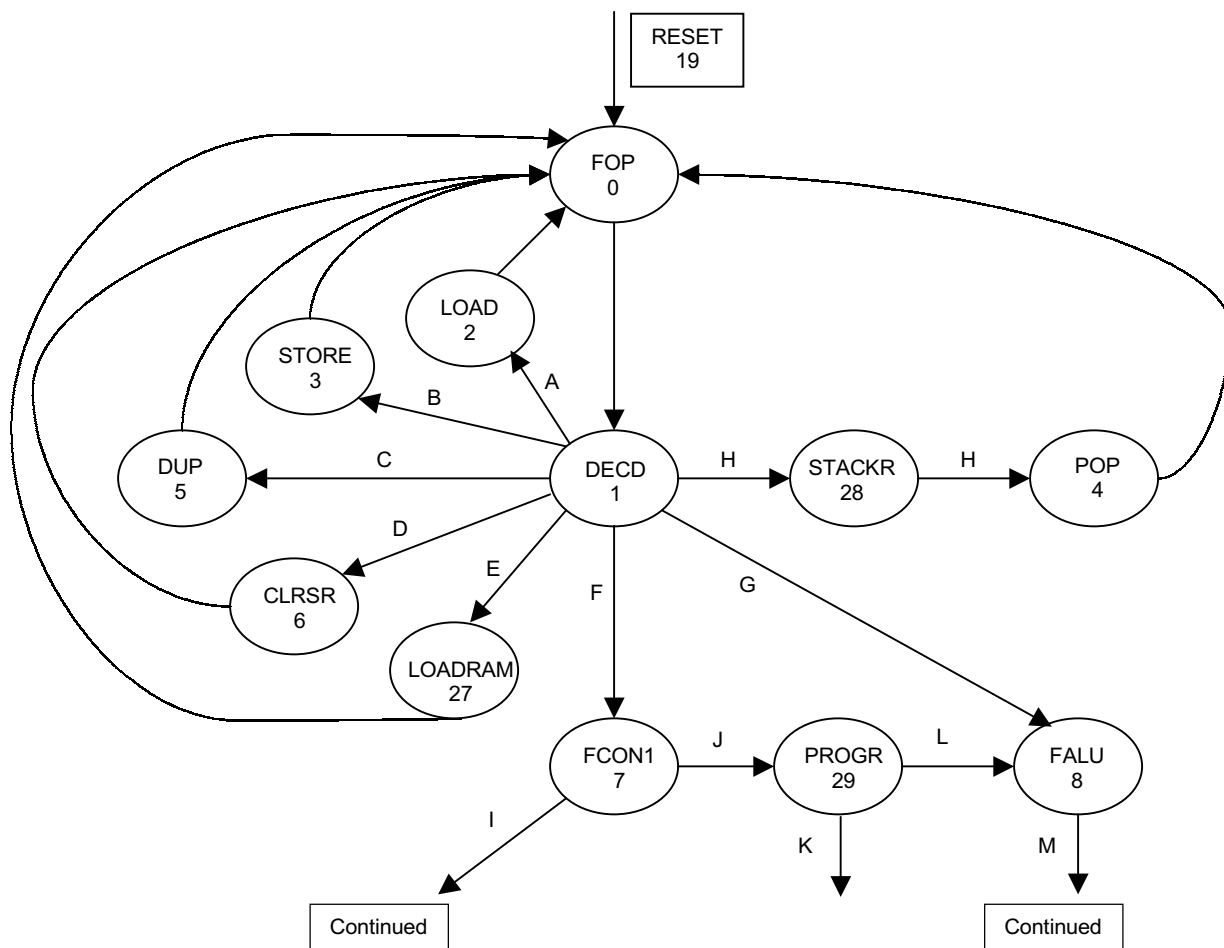 RESET
19
FOP
0
LOAD
2
STORE
3
A
B
DUP
5
C
DECD
1
H
STACKR
28
H
POP
4
D
E
F
G
CLRSR
6
LOADRAM
27
FCON1
7
J
PROGR
29
L
FALU
8
I
K
M
Continued
Continued